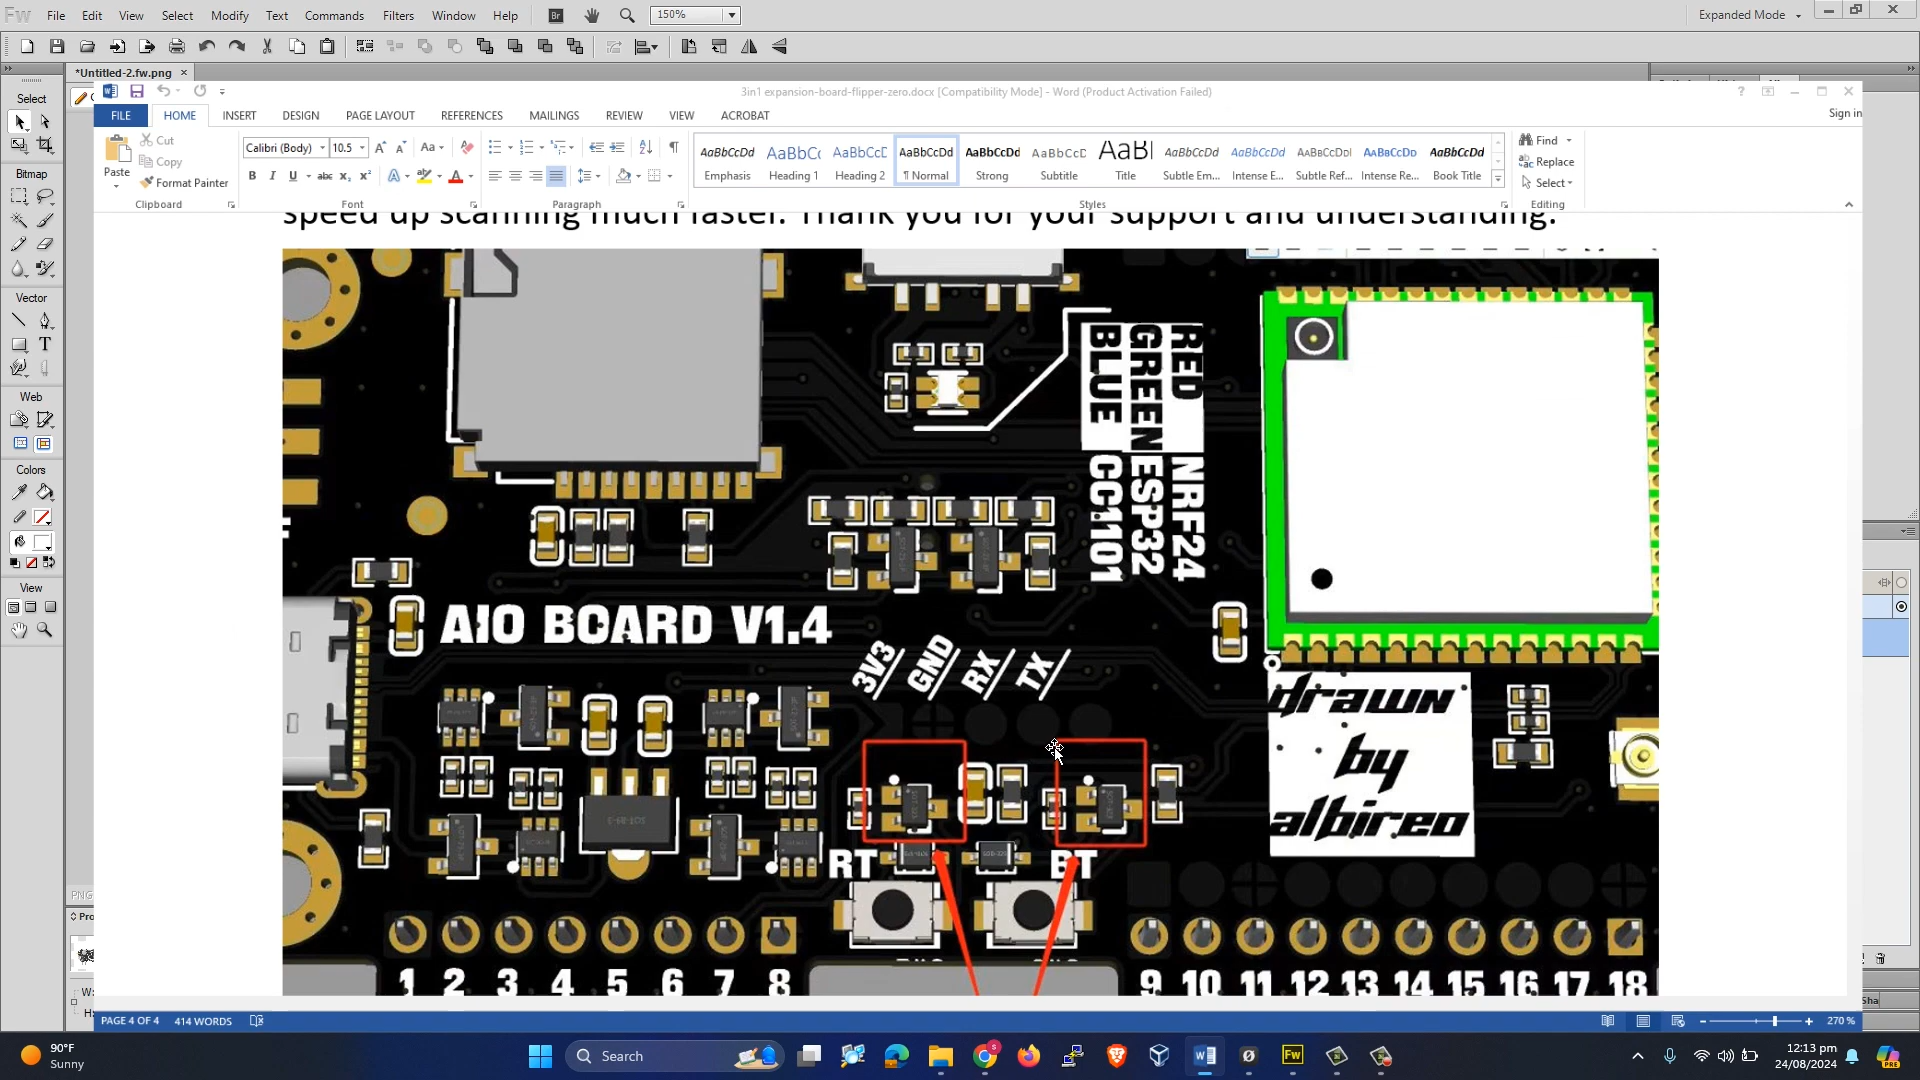 Fw File Edit View Select Modify Text Commands Filters Window Help Br 150% Expanded Mode
*Untitled-2.fw.png
3in1 expansion-board-flipper-zero.docx [Compatibility Mode] - Word (Product Activation Failed)
FILE HOME INSERT DESIGN PAGE LAYOUT REFERENCES MAILINGS REVIEW VIEW ACROBAT Sign in
Paste Cut Copy Format Painter
Calibri (Body) 10.5
AaBbCcDd AaBbCc AaBbCcD AaBbCcDd AaBbCcDd AaBbCcD AaBl AaBbCcDd AaBbCcDd AaBbCcDd AaBbCcDd AaBbCcDd
Emphasis Heading 1 Heading 2 ¶ Normal Strong Subtitle Title Subtle Em... Intense E... Subtle Ref... Intense Re... Book Title
Find Replace Select
Clipboard Font Paragraph Styles Editing
Select
Bitmap
Vector
Web
Colors
View
speed up scanning much faster. Thank you for your support and understanding.
RED NRF24
GREEN ESP32
BLUE CC1101
AIO BOARD V1.4
3V3 GND RX TX
drawn
by
albireo
RT BT
1 2 3 4 5 6 7 8 9 10 11 12 13 14 15 16 17 18
PNG
Pro
W:
H:
Sha
PAGE 4 OF 4 414 WORDS 270 %
90°F
Sunny
Search
12:13 pm
24/08/2024